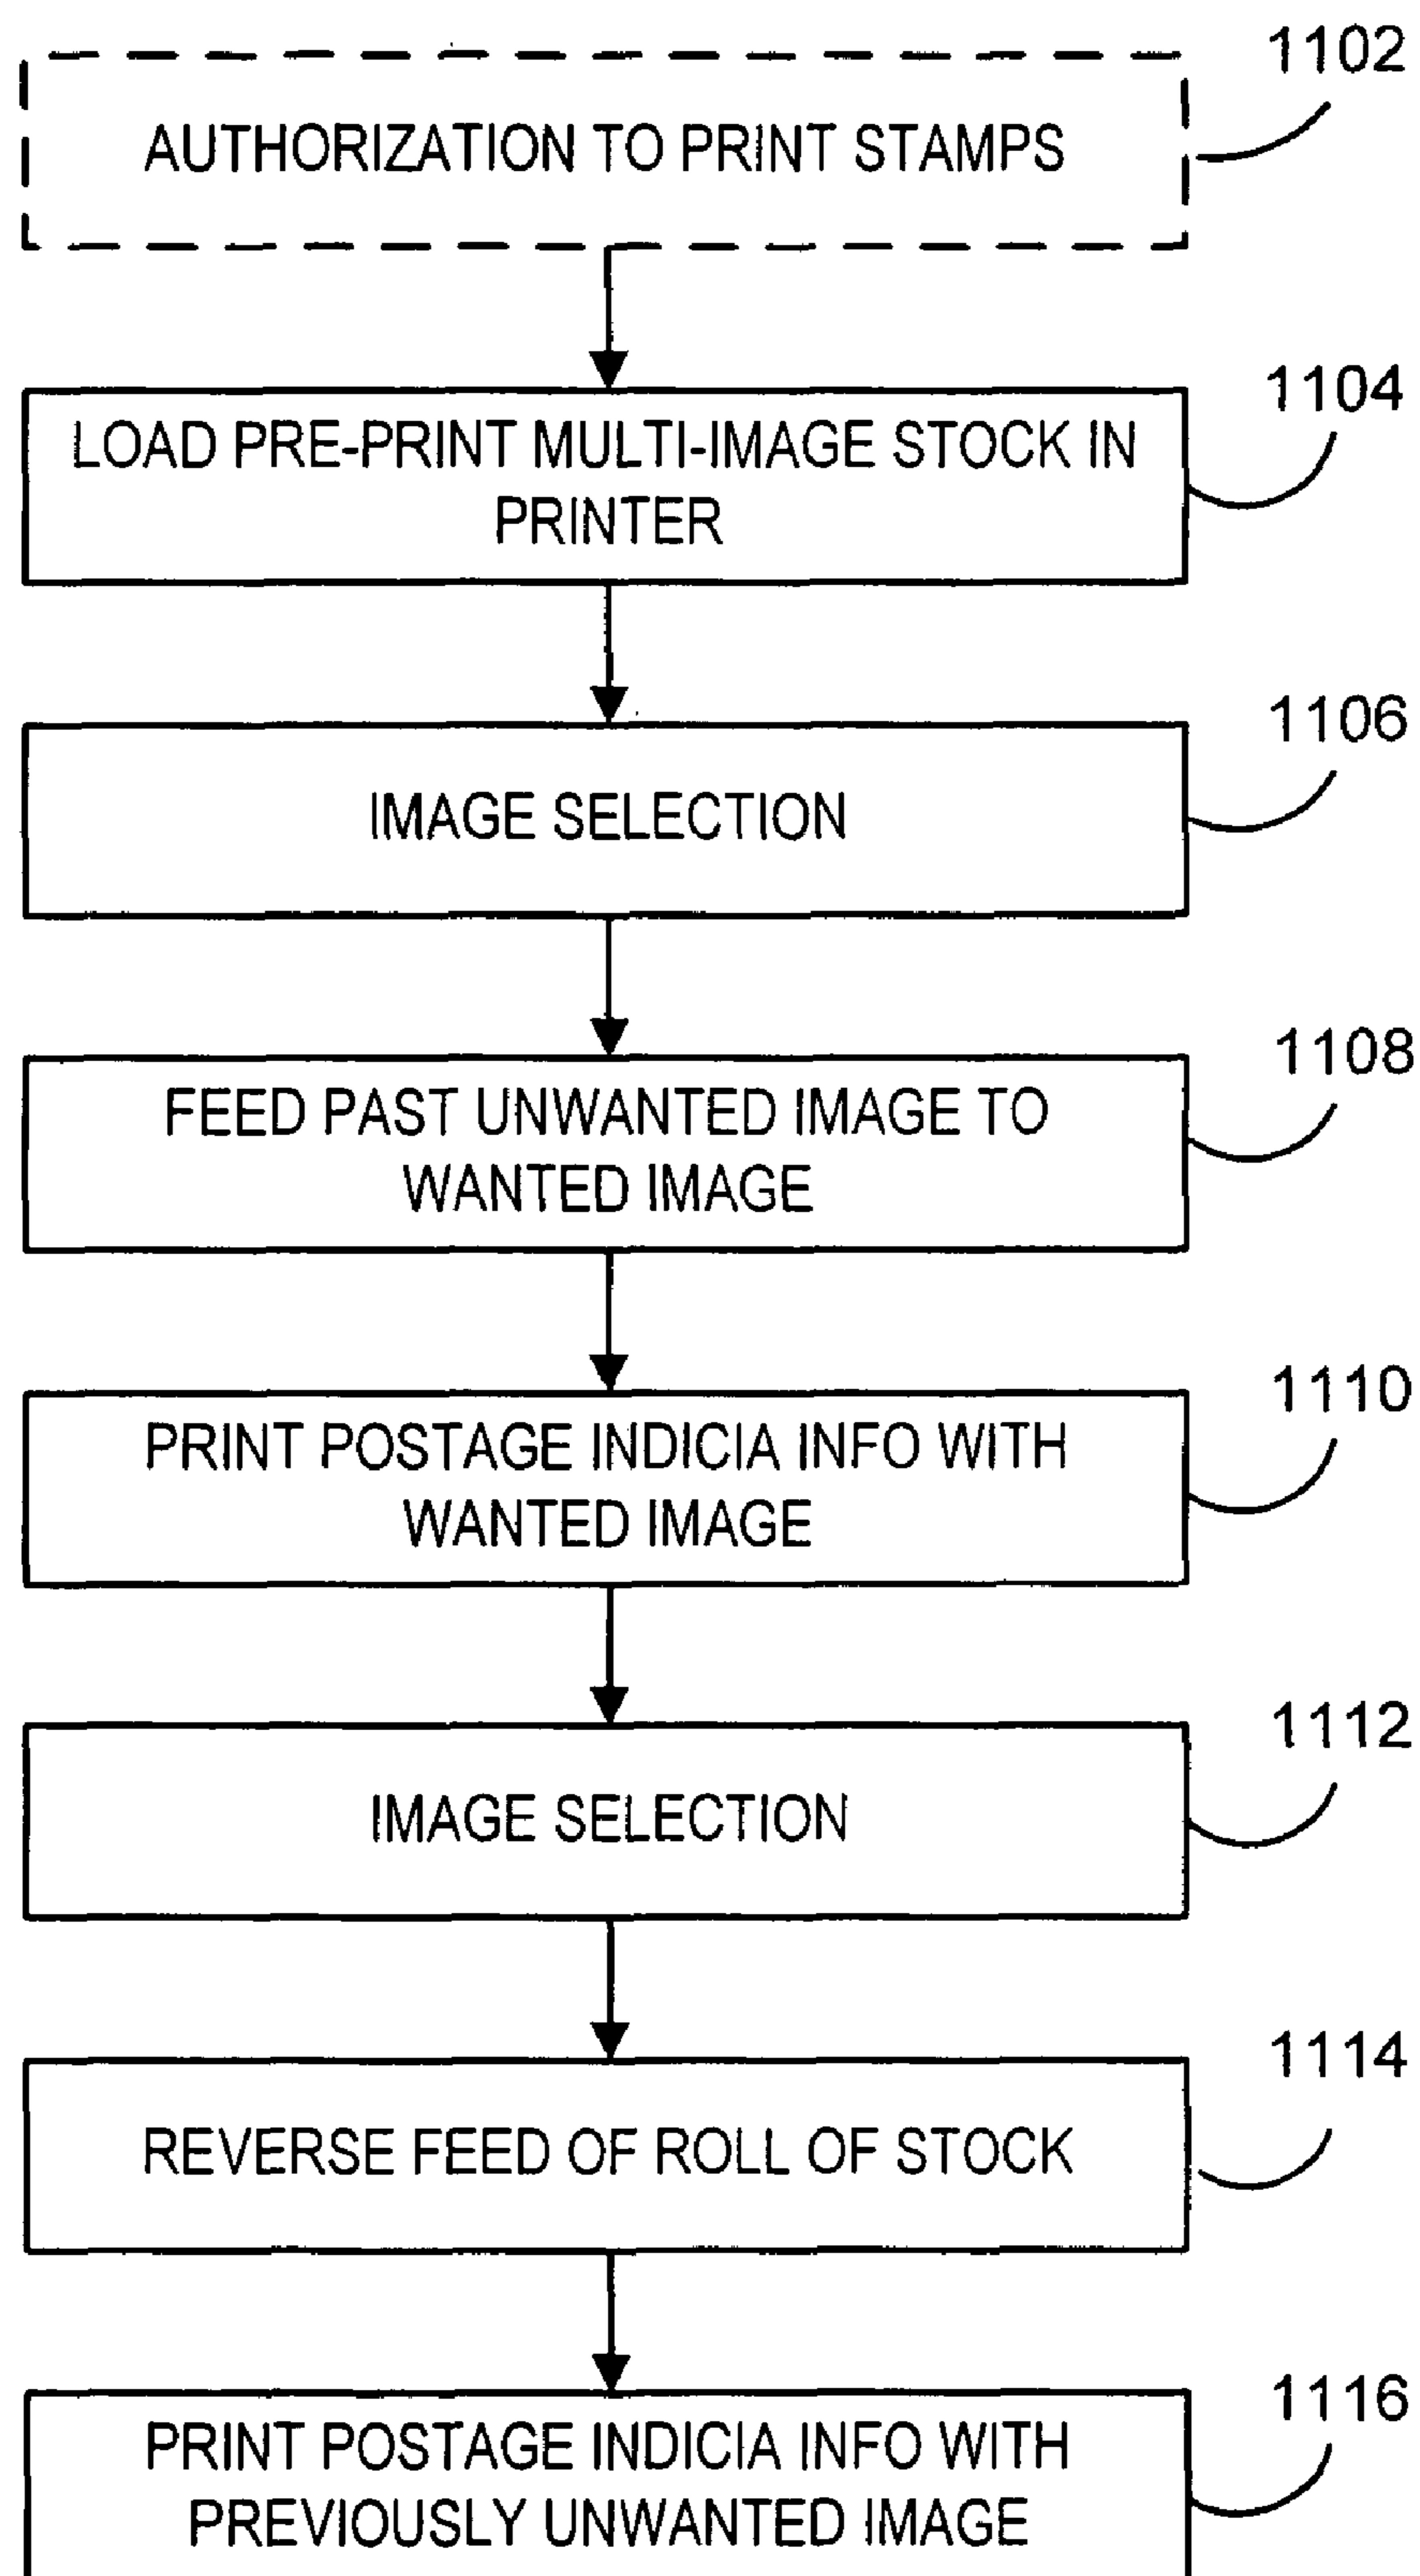 1102
AUTHORIZATION TO PRINT STAMPS
1104
LOAD PRE-PRINT MULTI-IMAGE STOCK IN
PRINTER
1106
IMAGE SELECTION
1108
FEED PAST UNWANTED IMAGE TO
WANTED IMAGE
1110
PRINT POSTAGE INDICIA INFO WITH
WANTED IMAGE
1112
IMAGE SELECTION
1114
REVERSE FEED OF ROLL OF STOCK
1116
PRINT POSTAGE INDICIA INFO WITH
PREVIOUSLY UNWANTED IMAGE